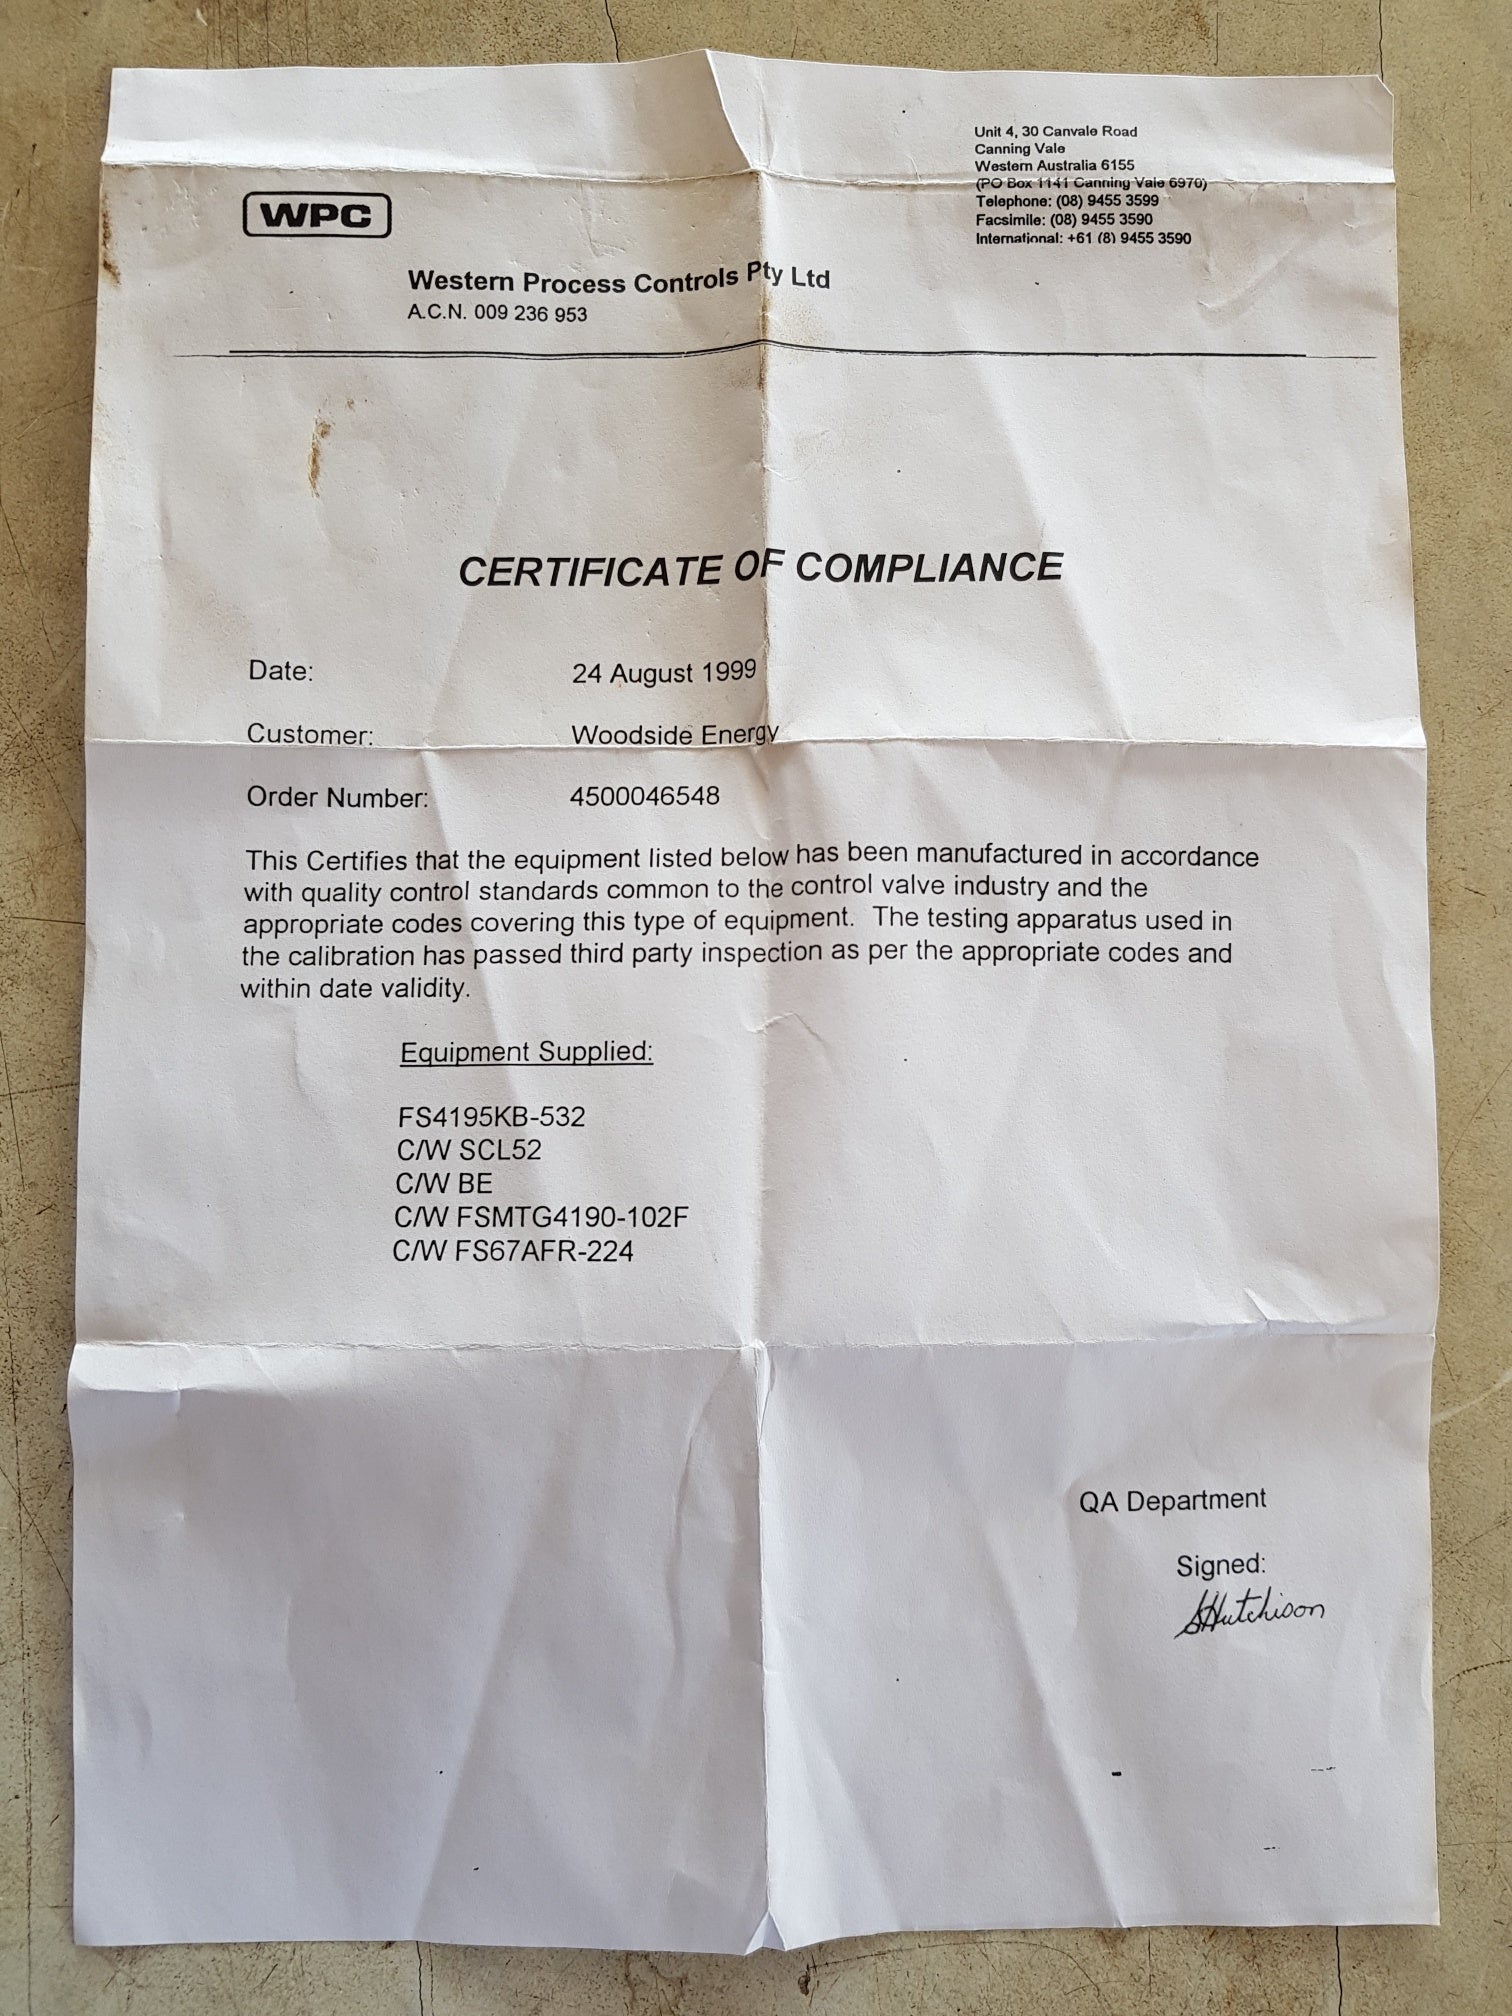 Unit 4, 30 Canvale Road
Canning Vale
Western Australia 6155
(PO Box 1141 Canning Vale 6970)
Telephone: (08) 9455 3599
Facsimile: (08) 9455 3590
International: +61 (8) 9455 3590
WPC
Western Process Controls Pty Ltd
A.C.N. 009 236 953
CERTIFICATE OF COMPLIANCE
Date: 24 August 1999
Customer: Woodside Energy
Order Number: 4500046548
This Certifies that the equipment listed below has been manufactured in accordance
with quality control standards common to the control valve industry and the
appropriate codes covering this type of equipment. The testing apparatus used in
the calibration has passed third party inspection as per the appropriate codes and
within date validity.
Equipment Supplied:
FS4195KB-532
C/W SCL52
C/W BE
C/W FSMTG4190-102F
C/W FS67AFR-224
QA Department
Signed:
SHutchison